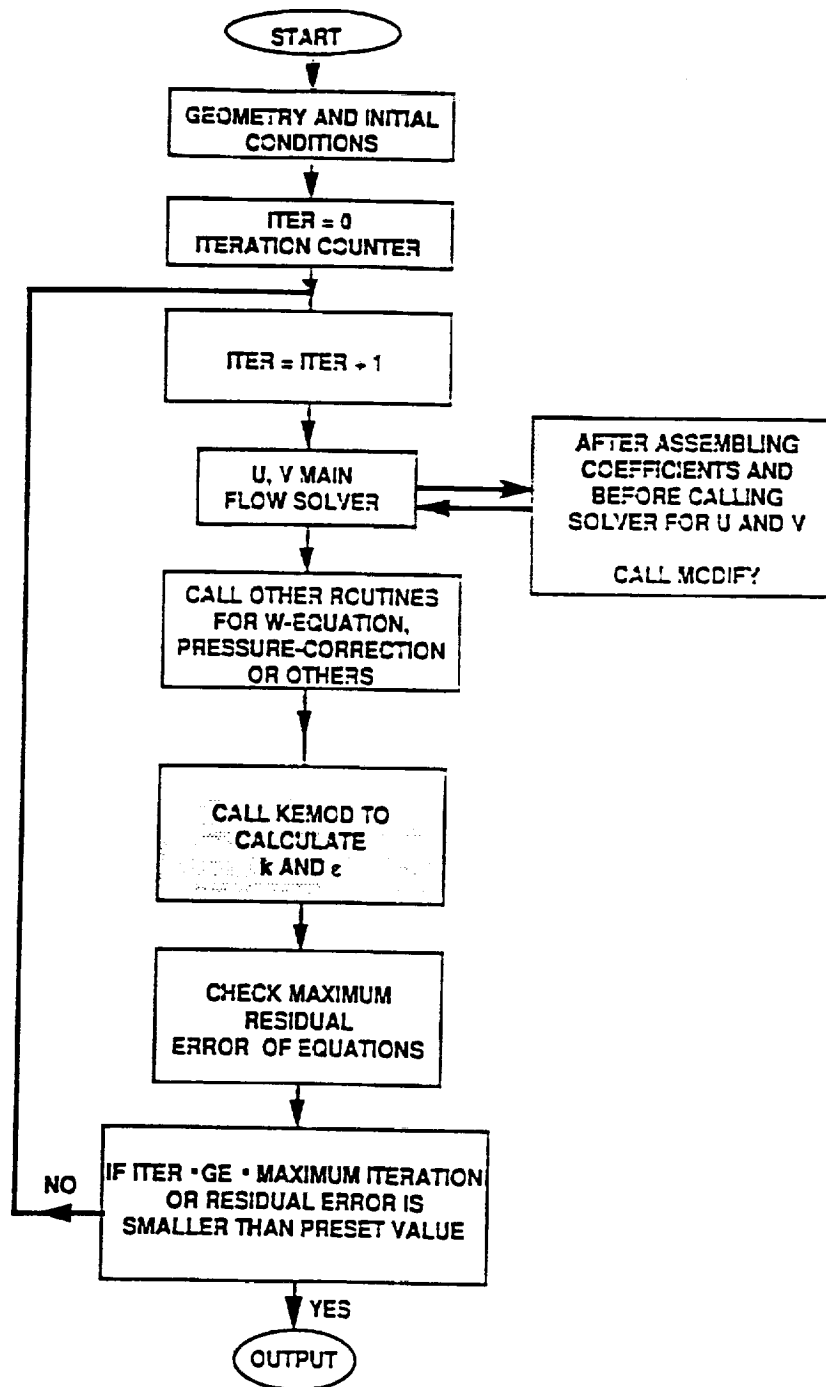 START
GEOMETRY AND INITIAL
CONDITIONS
ITER = 0
ITERATION COUNTER
ITER = ITER + 1
U, V MAIN
FLOW SOLVER
AFTER ASSEMBLING
COEFFICIENTS AND
BEFORE CALLING
SOLVER FOR U AND V
CALL MODIFY
CALL OTHER ROUTINES
FOR W-EQUATION,
PRESSURE-CORRECTION
OR OTHERS
CALL KEMOD TO
CALCULATE
k AND ε
CHECK MAXIMUM
RESIDUAL
ERROR OF EQUATIONS
IF ITER • GE • MAXIMUM ITERATION
OR RESIDUAL ERROR IS
SMALLER THAN PRESET VALUE
NO
YES
OUTPUT